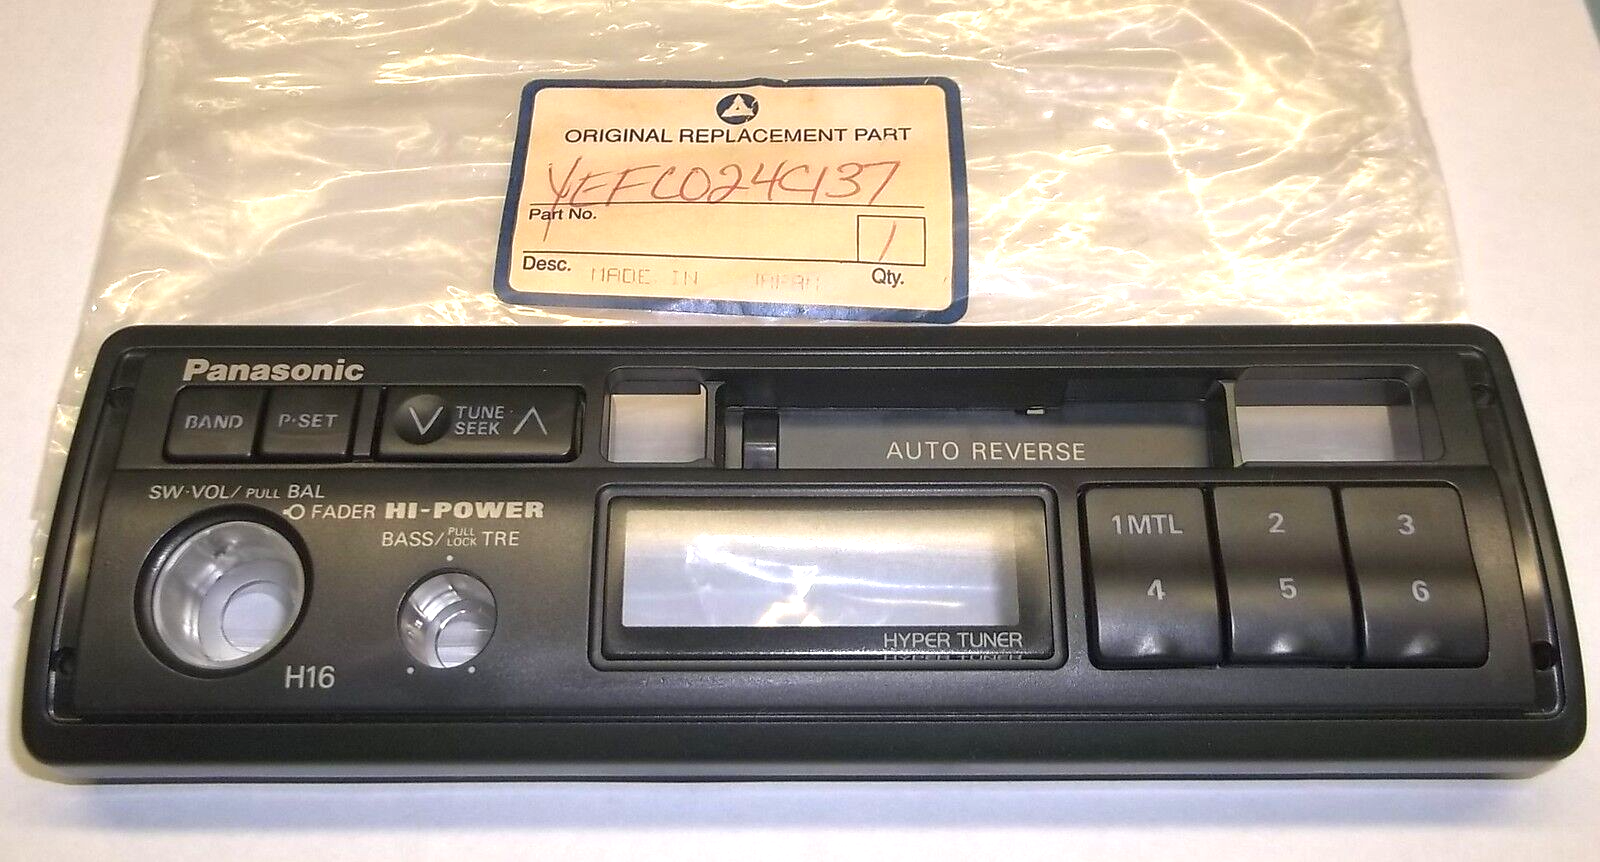 ORIGINAL REPLACEMENT PART
YEFC024C137
Part No.
1
Desc. MADE IN JAPAN Qty.
Panasonic
BAND P·SET TUNE· SEEK
AUTO REVERSE
SW·VOL/ PULL BAL
FADER HI-POWER
BASS/PULL LOCK TRE
H16
HYPER TUNER
1MTL 2 3
4 5 6